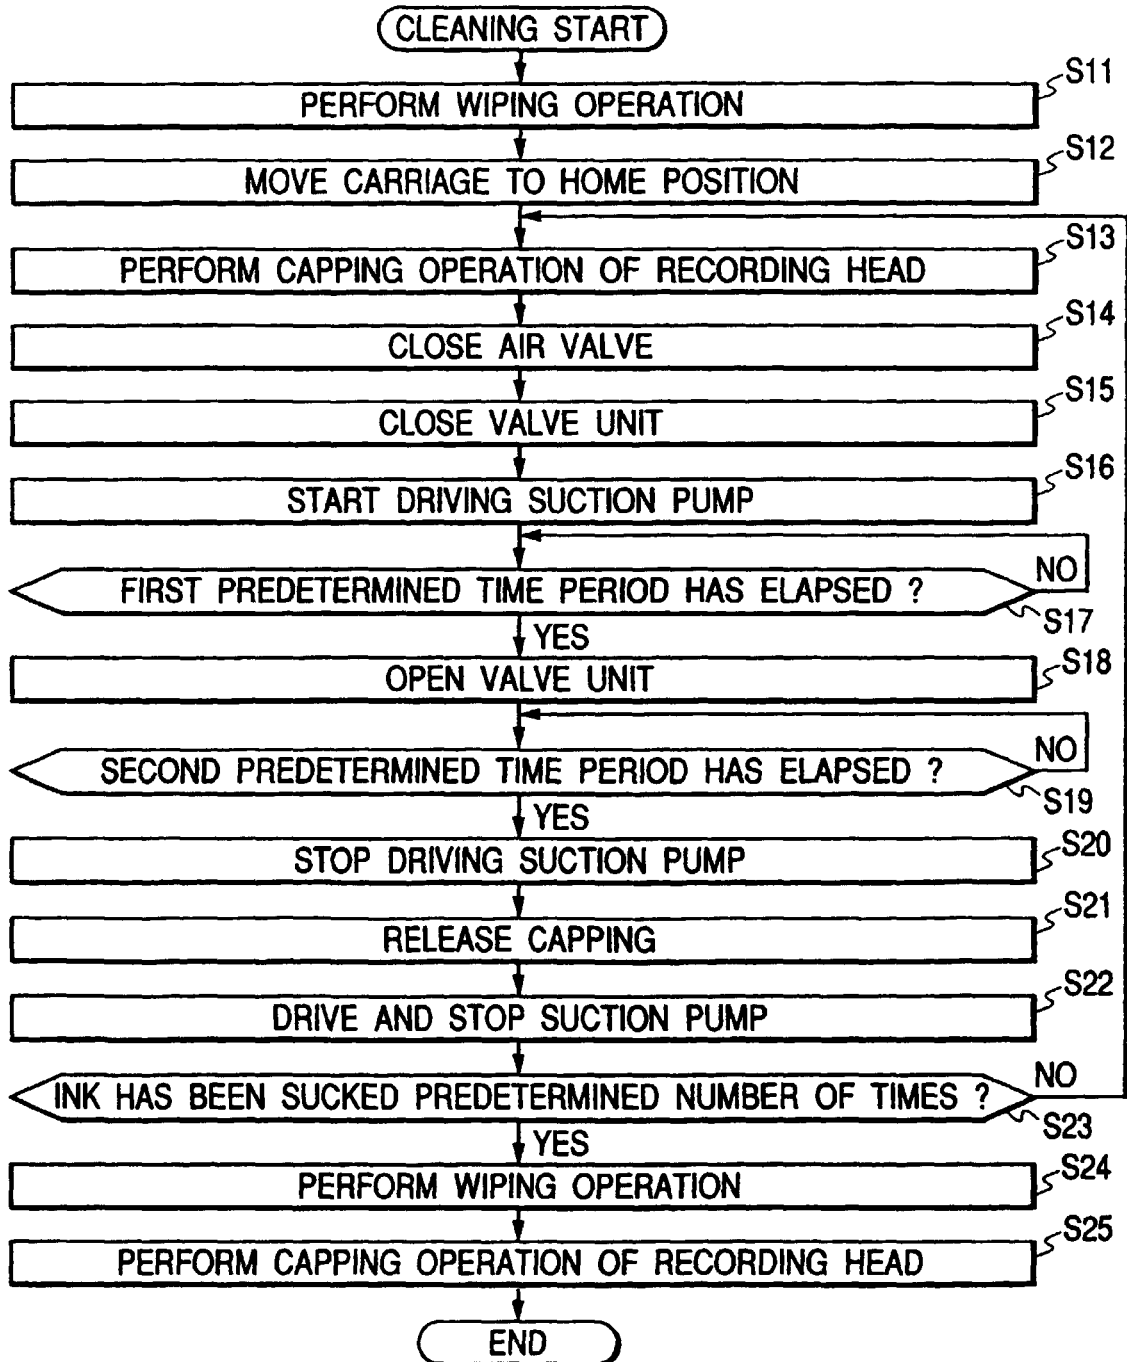 CLEANING START
S11
PERFORM WIPING OPERATION
S12
MOVE CARRIAGE TO HOME POSITION
S13
PERFORM CAPPING OPERATION OF RECORDING HEAD
S14
CLOSE AIR VALVE
S15
CLOSE VALVE UNIT
S16
START DRIVING SUCTION PUMP
NO
FIRST PREDETERMINED TIME PERIOD HAS ELAPSED ?
S17
YES
S18
OPEN VALVE UNIT
NO
SECOND PREDETERMINED TIME PERIOD HAS ELAPSED ?
S19
YES
S20
STOP DRIVING SUCTION PUMP
S21
RELEASE CAPPING
S22
DRIVE AND STOP SUCTION PUMP
NO
INK HAS BEEN SUCKED PREDETERMINED NUMBER OF TIMES ?
S23
YES
S24
PERFORM WIPING OPERATION
S25
PERFORM CAPPING OPERATION OF RECORDING HEAD
END